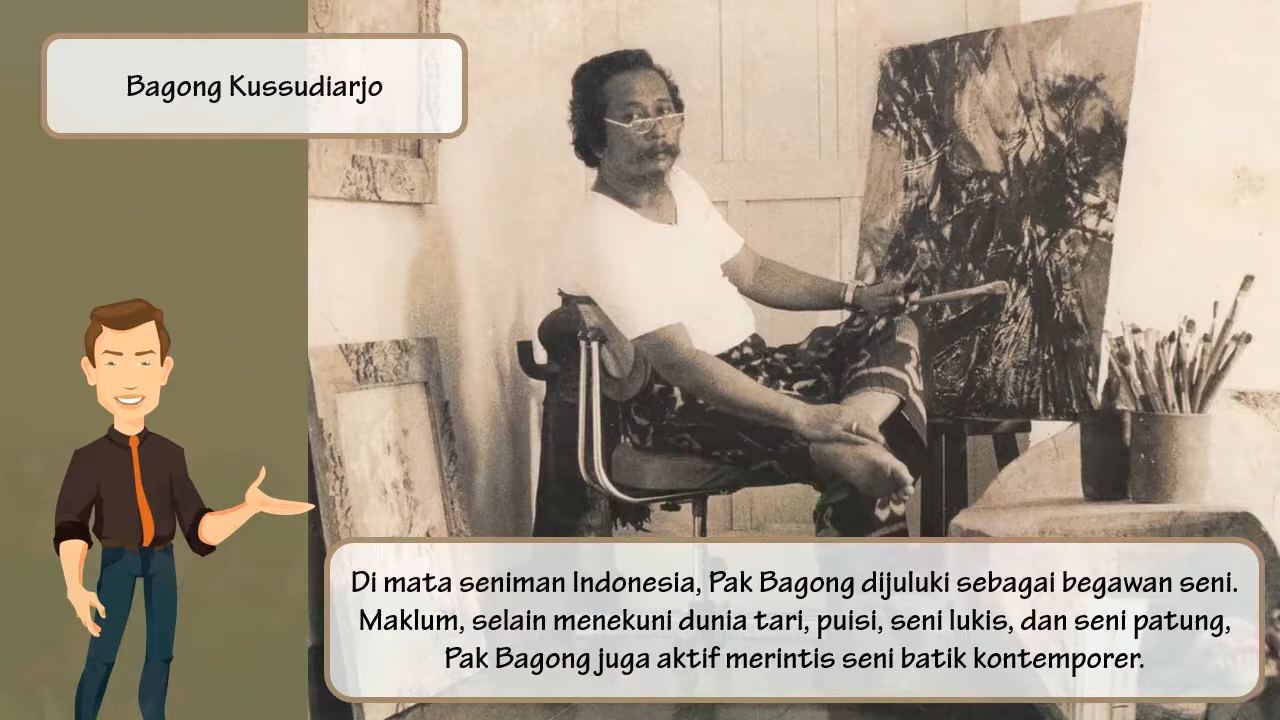 Bagong Kussudiarjo
Di mata seniman Indonesia, Pak Bagong dijuluki sebagai begawan seni.
Maklum, selain menekuni dunia tari, puisi, seni lukis, dan seni patung,
Pak Bagong juga aktif merintis seni batik kontemporer.